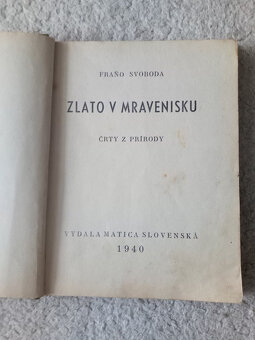 FRAŇO SVOBODA
ZLATO V MRAVENISKU
ČRTY Z PRÍRODY
VYDALA MATICA SLOVENSKÁ
1940